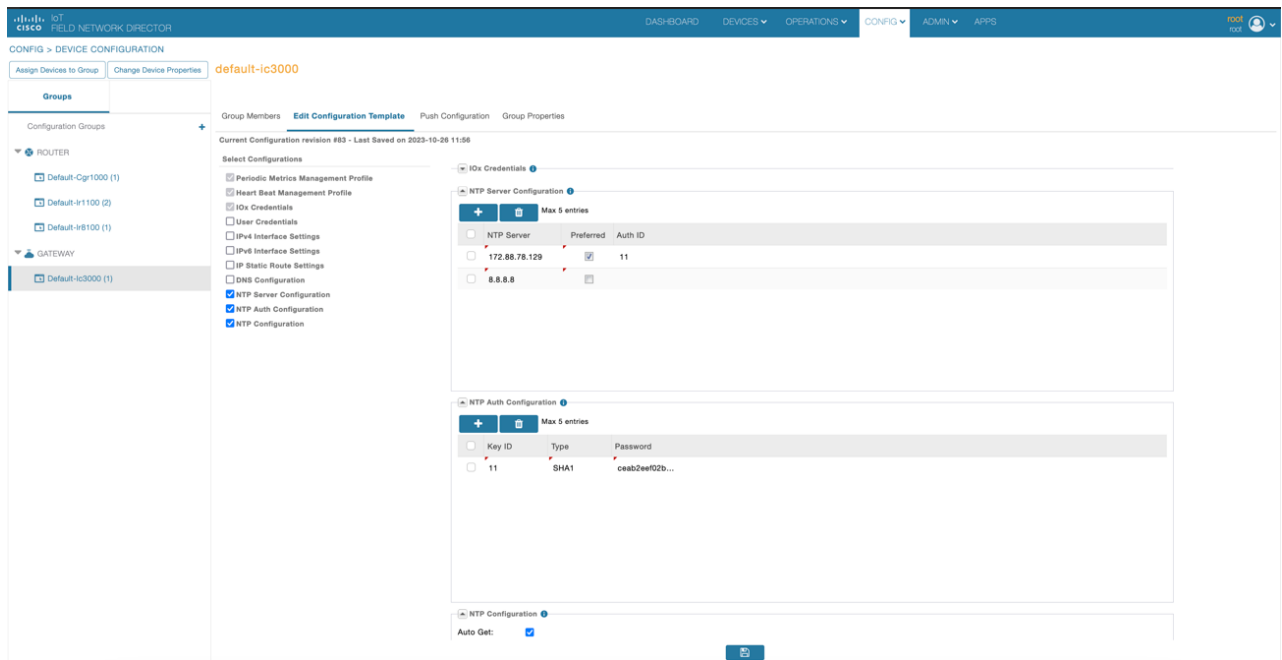 IoT
CISCO FIELD NETWORK DIRECTOR
DASHBOARD DEVICES OPERATIONS CONFIG ADMIN APPS
root
root
CONFIG > DEVICE CONFIGURATION
Assign Devices to Group Change Device Properties default-ic3000
Groups
Configuration Groups +
ROUTER
Default-Cgr1000 (1)
Default-Ir1100 (2)
Default-Ir8100 (1)
GATEWAY
Default-Ic3000 (1)
Group Members Edit Configuration Template Push Configuration Group Properties
Current Configuration revision #83 - Last Saved on 2023-10-26 11:56
Select Configurations
Periodic Metrics Management Profile
Heart Beat Management Profile
IOx Credentials
User Credentials
IPv4 Interface Settings
IPv6 Interface Settings
IP Static Route Settings
DNS Configuration
NTP Server Configuration
NTP Auth Configuration
NTP Configuration
IOx Credentials
NTP Server Configuration
+ Max 5 entries
NTP Server Preferred Auth ID
172.88.78.129 11
8.8.8.8
NTP Auth Configuration
+ Max 5 entries
Key ID Type Password
11 SHA1 ceab2eef02b...
NTP Configuration
Auto Get: